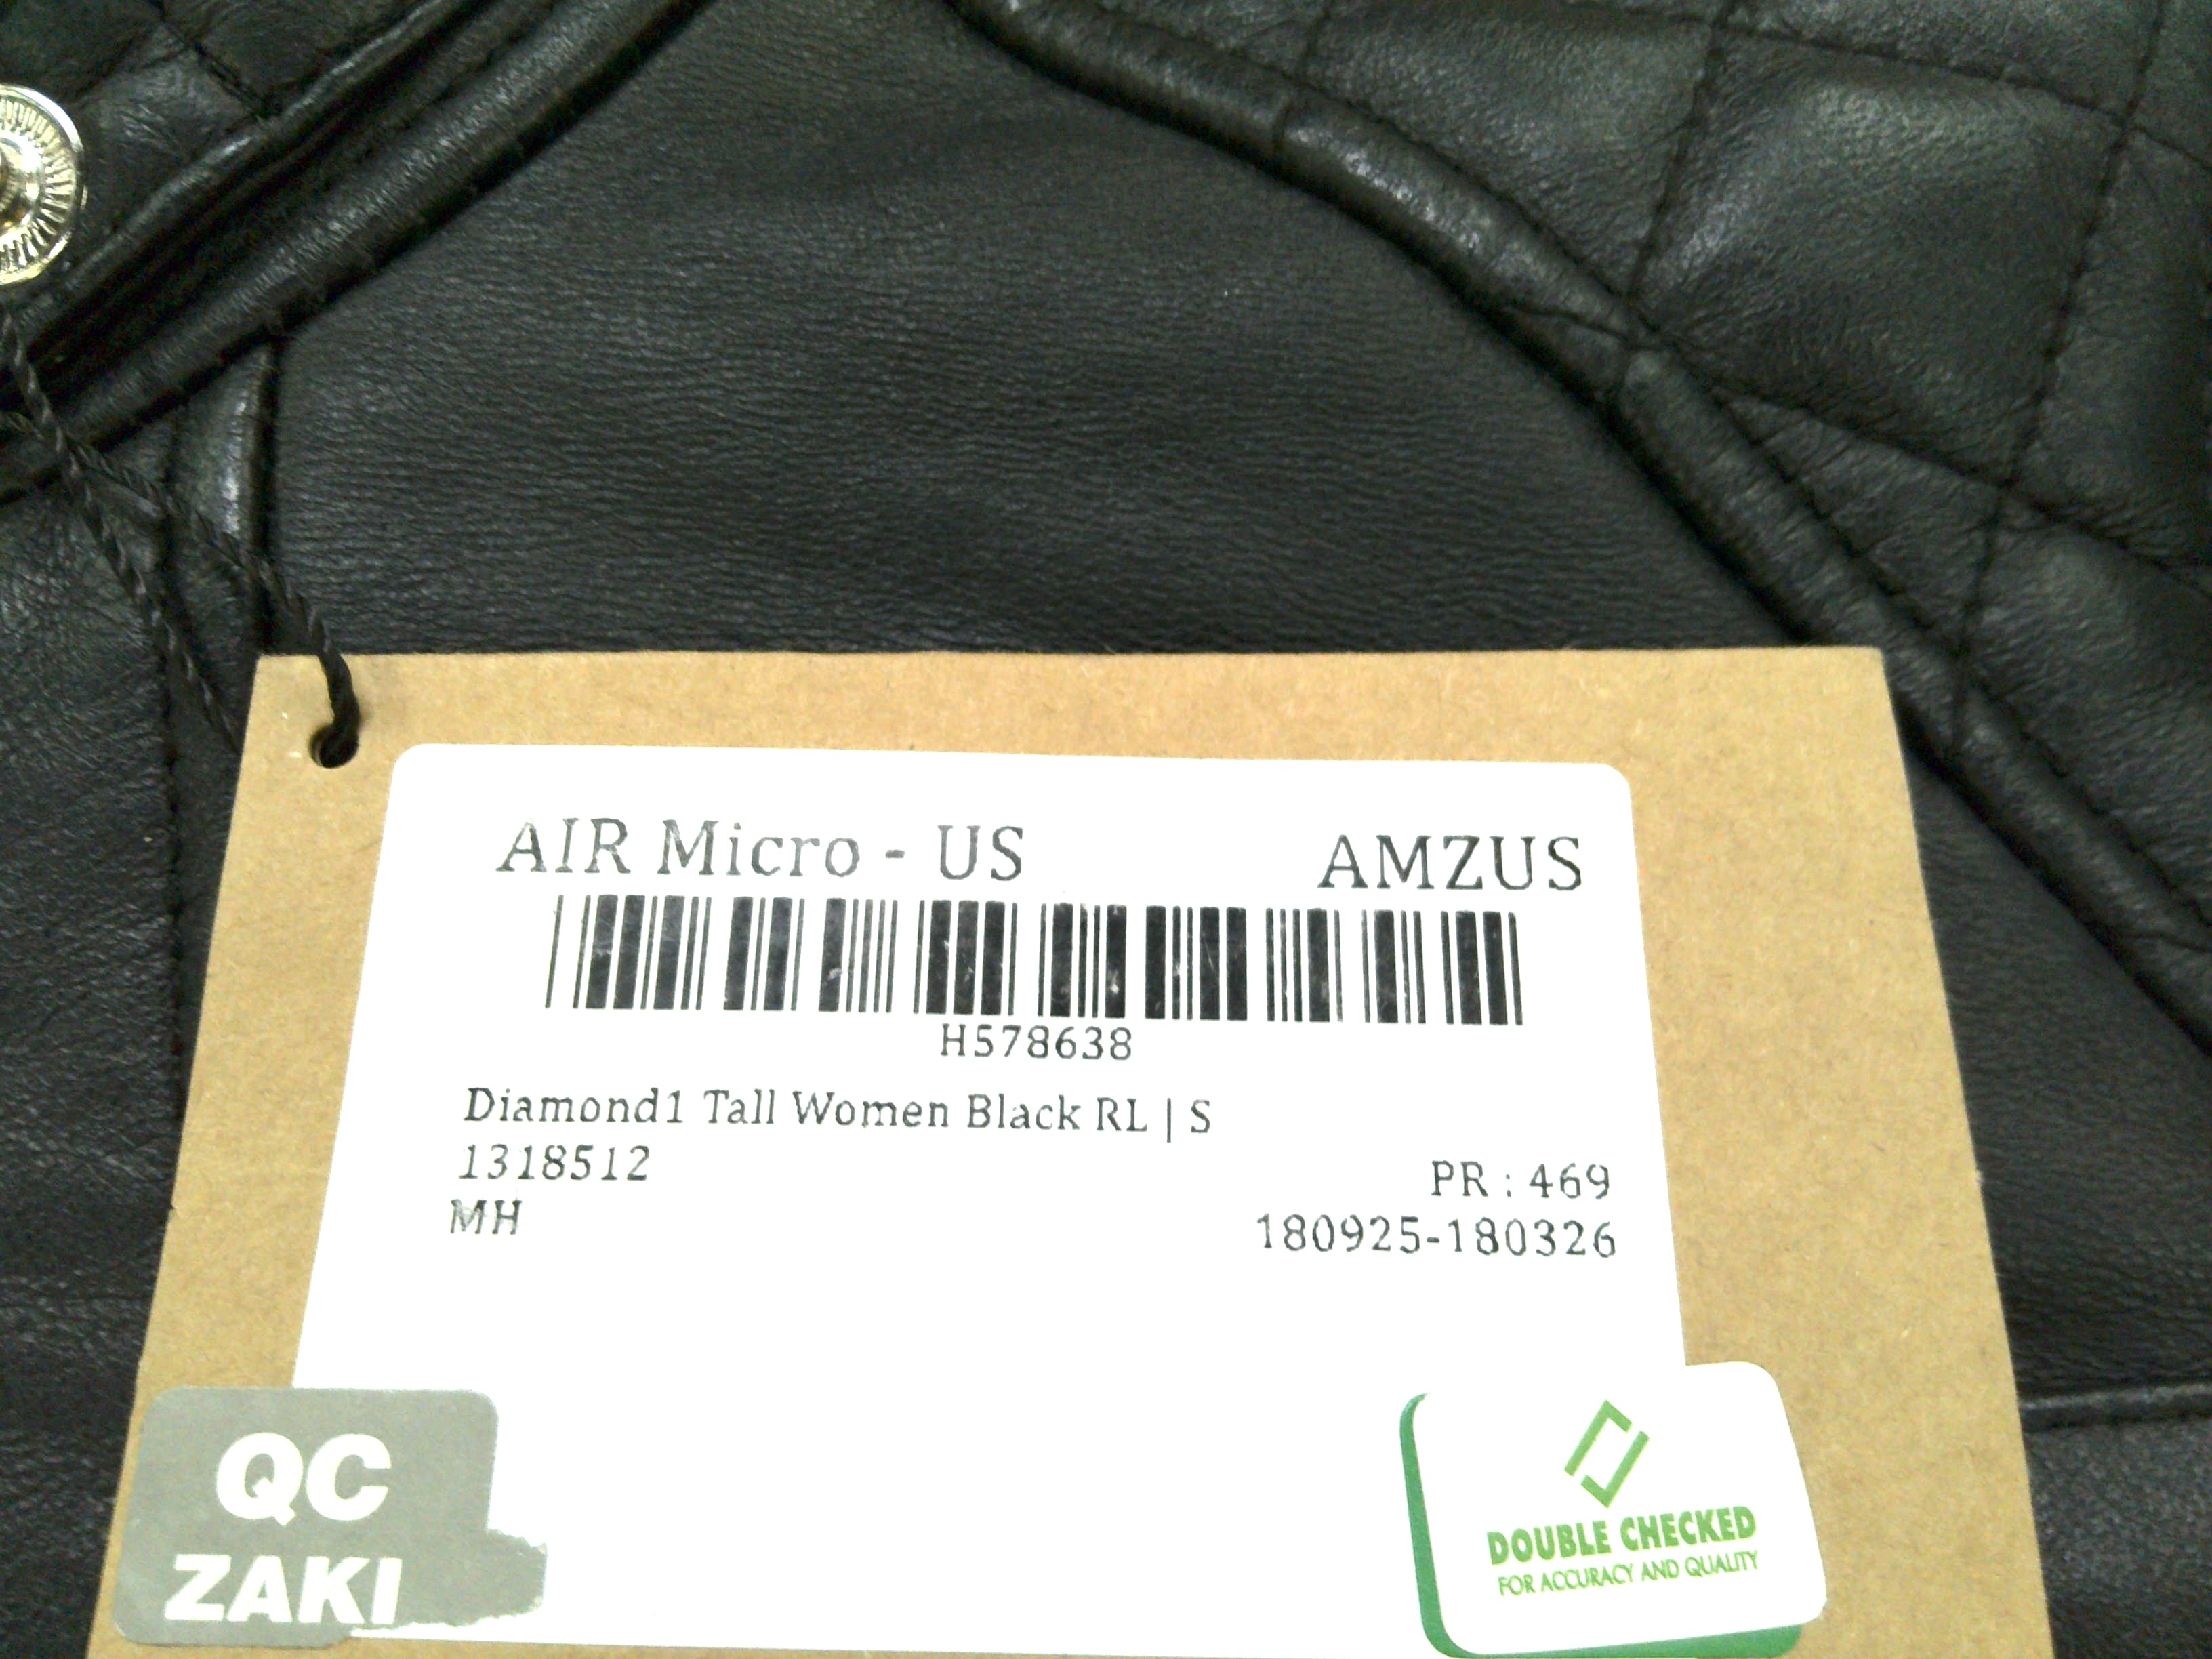 AIR Micro - US AMZUS
H578638
Diamond1 Tall Women Black RL | S
1318512
PR : 469
MH
180925-180326
QC
ZAKI
DOUBLE CHECKED
FOR ACCURACY AND QUALITY